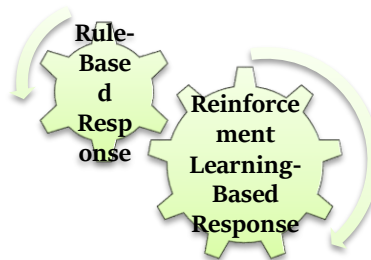 Rule-
Base
d
Resp
onse
Reinforce
ment
Learning-
Based
Response